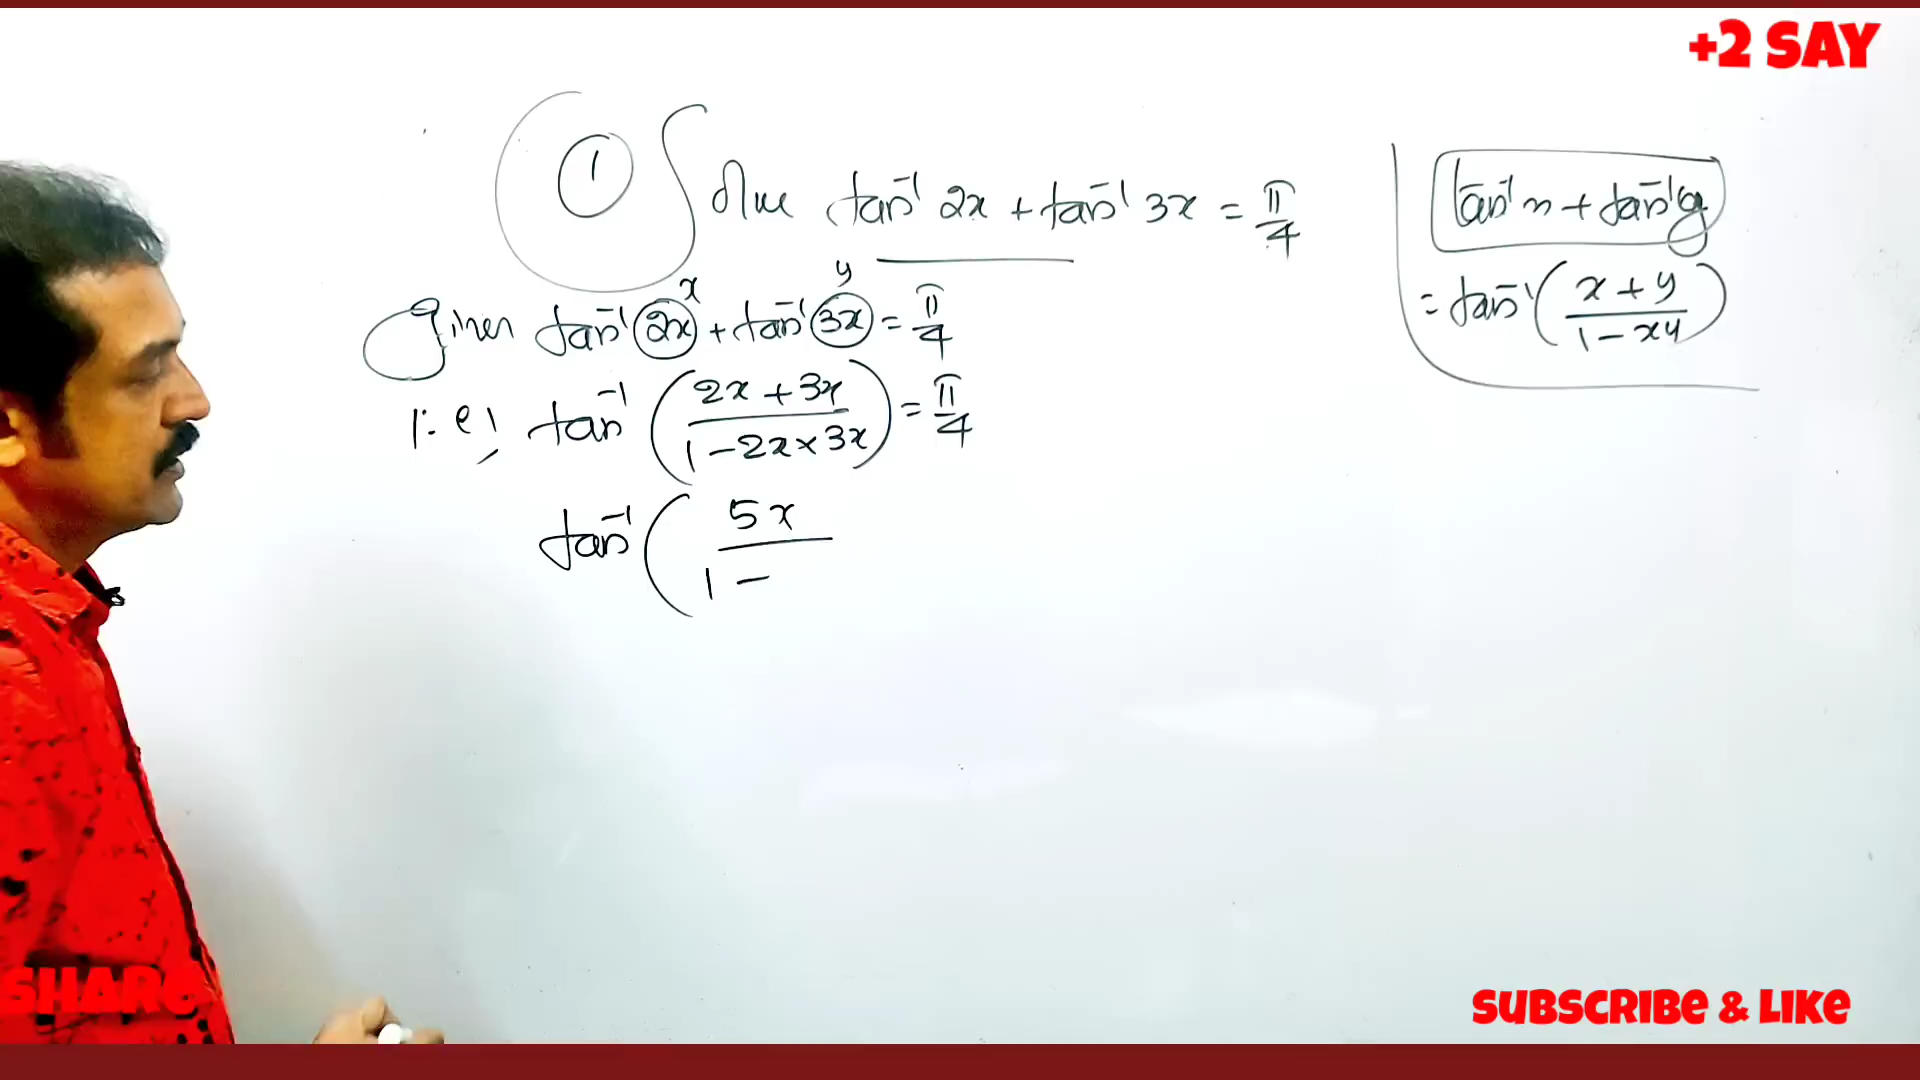 +2 SAY
① Solve tan⁻¹ 2x + tan⁻¹ 3x = π/4
tan⁻¹ x + tan⁻¹ y
= tan⁻¹ ( (x + y) / (1 - xy) )
x y
Given tan⁻¹ (2x) + tan⁻¹ (3x) = π/4
i.e, tan⁻¹ ( (2x + 3x) / (1 - 2x × 3x) ) = π/4
tan⁻¹ ( 5x / 1 -
SHARE
SUBSCRIBE & LIKE